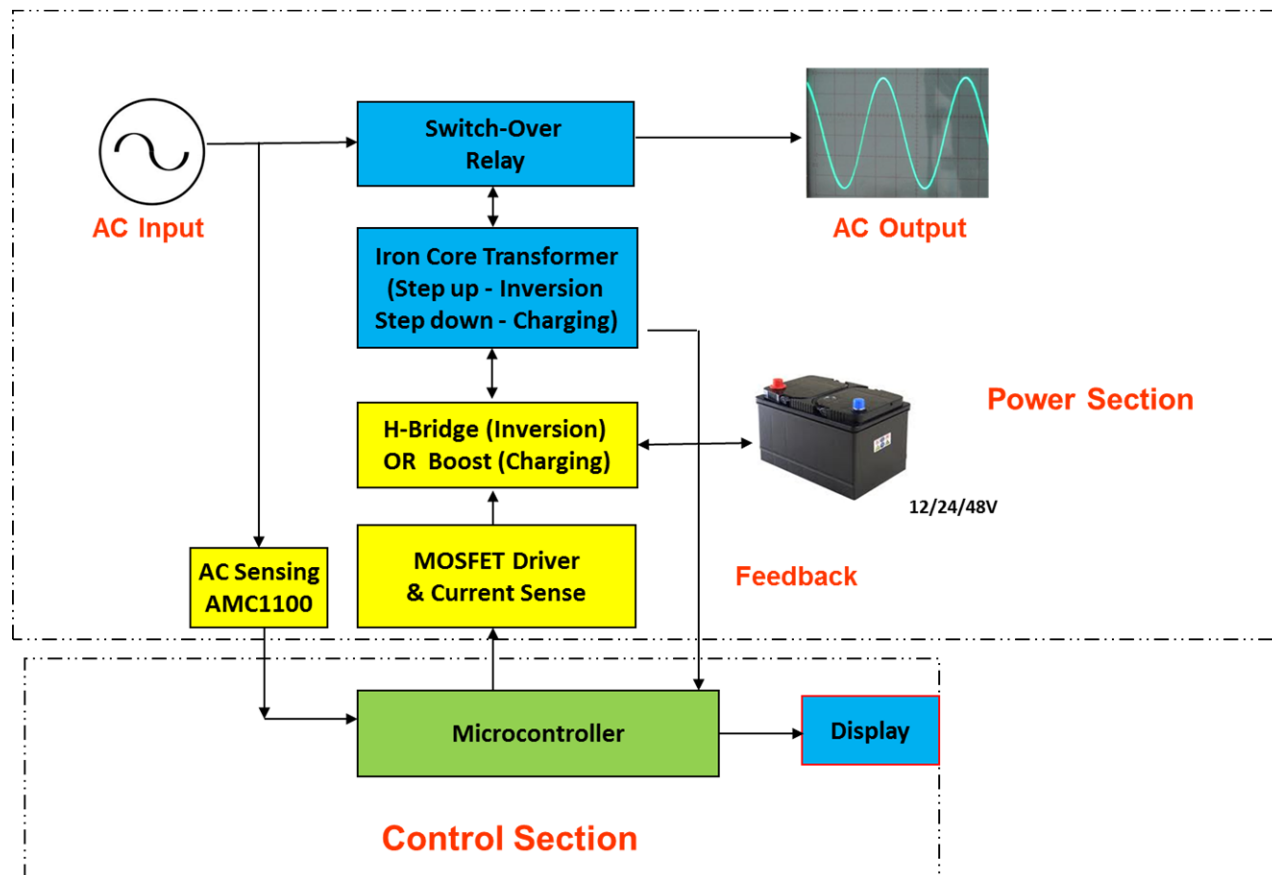 Switch-Over
Relay
AC Input
AC Output
Iron Core Transformer
(Step up - Inversion
Step down - Charging)
Power Section
H-Bridge (Inversion)
OR Boost (Charging)
12/24/48V
AC Sensing
AMC1100
MOSFET Driver
& Current Sense
Feedback
Microcontroller
Display
Control Section